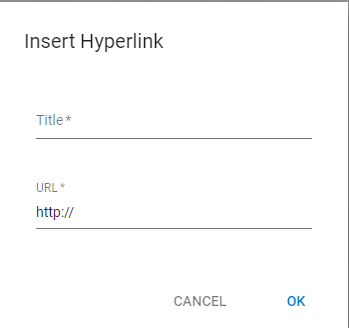 Insert Hyperlink
Title *
URL *
http://
CANCEL OK